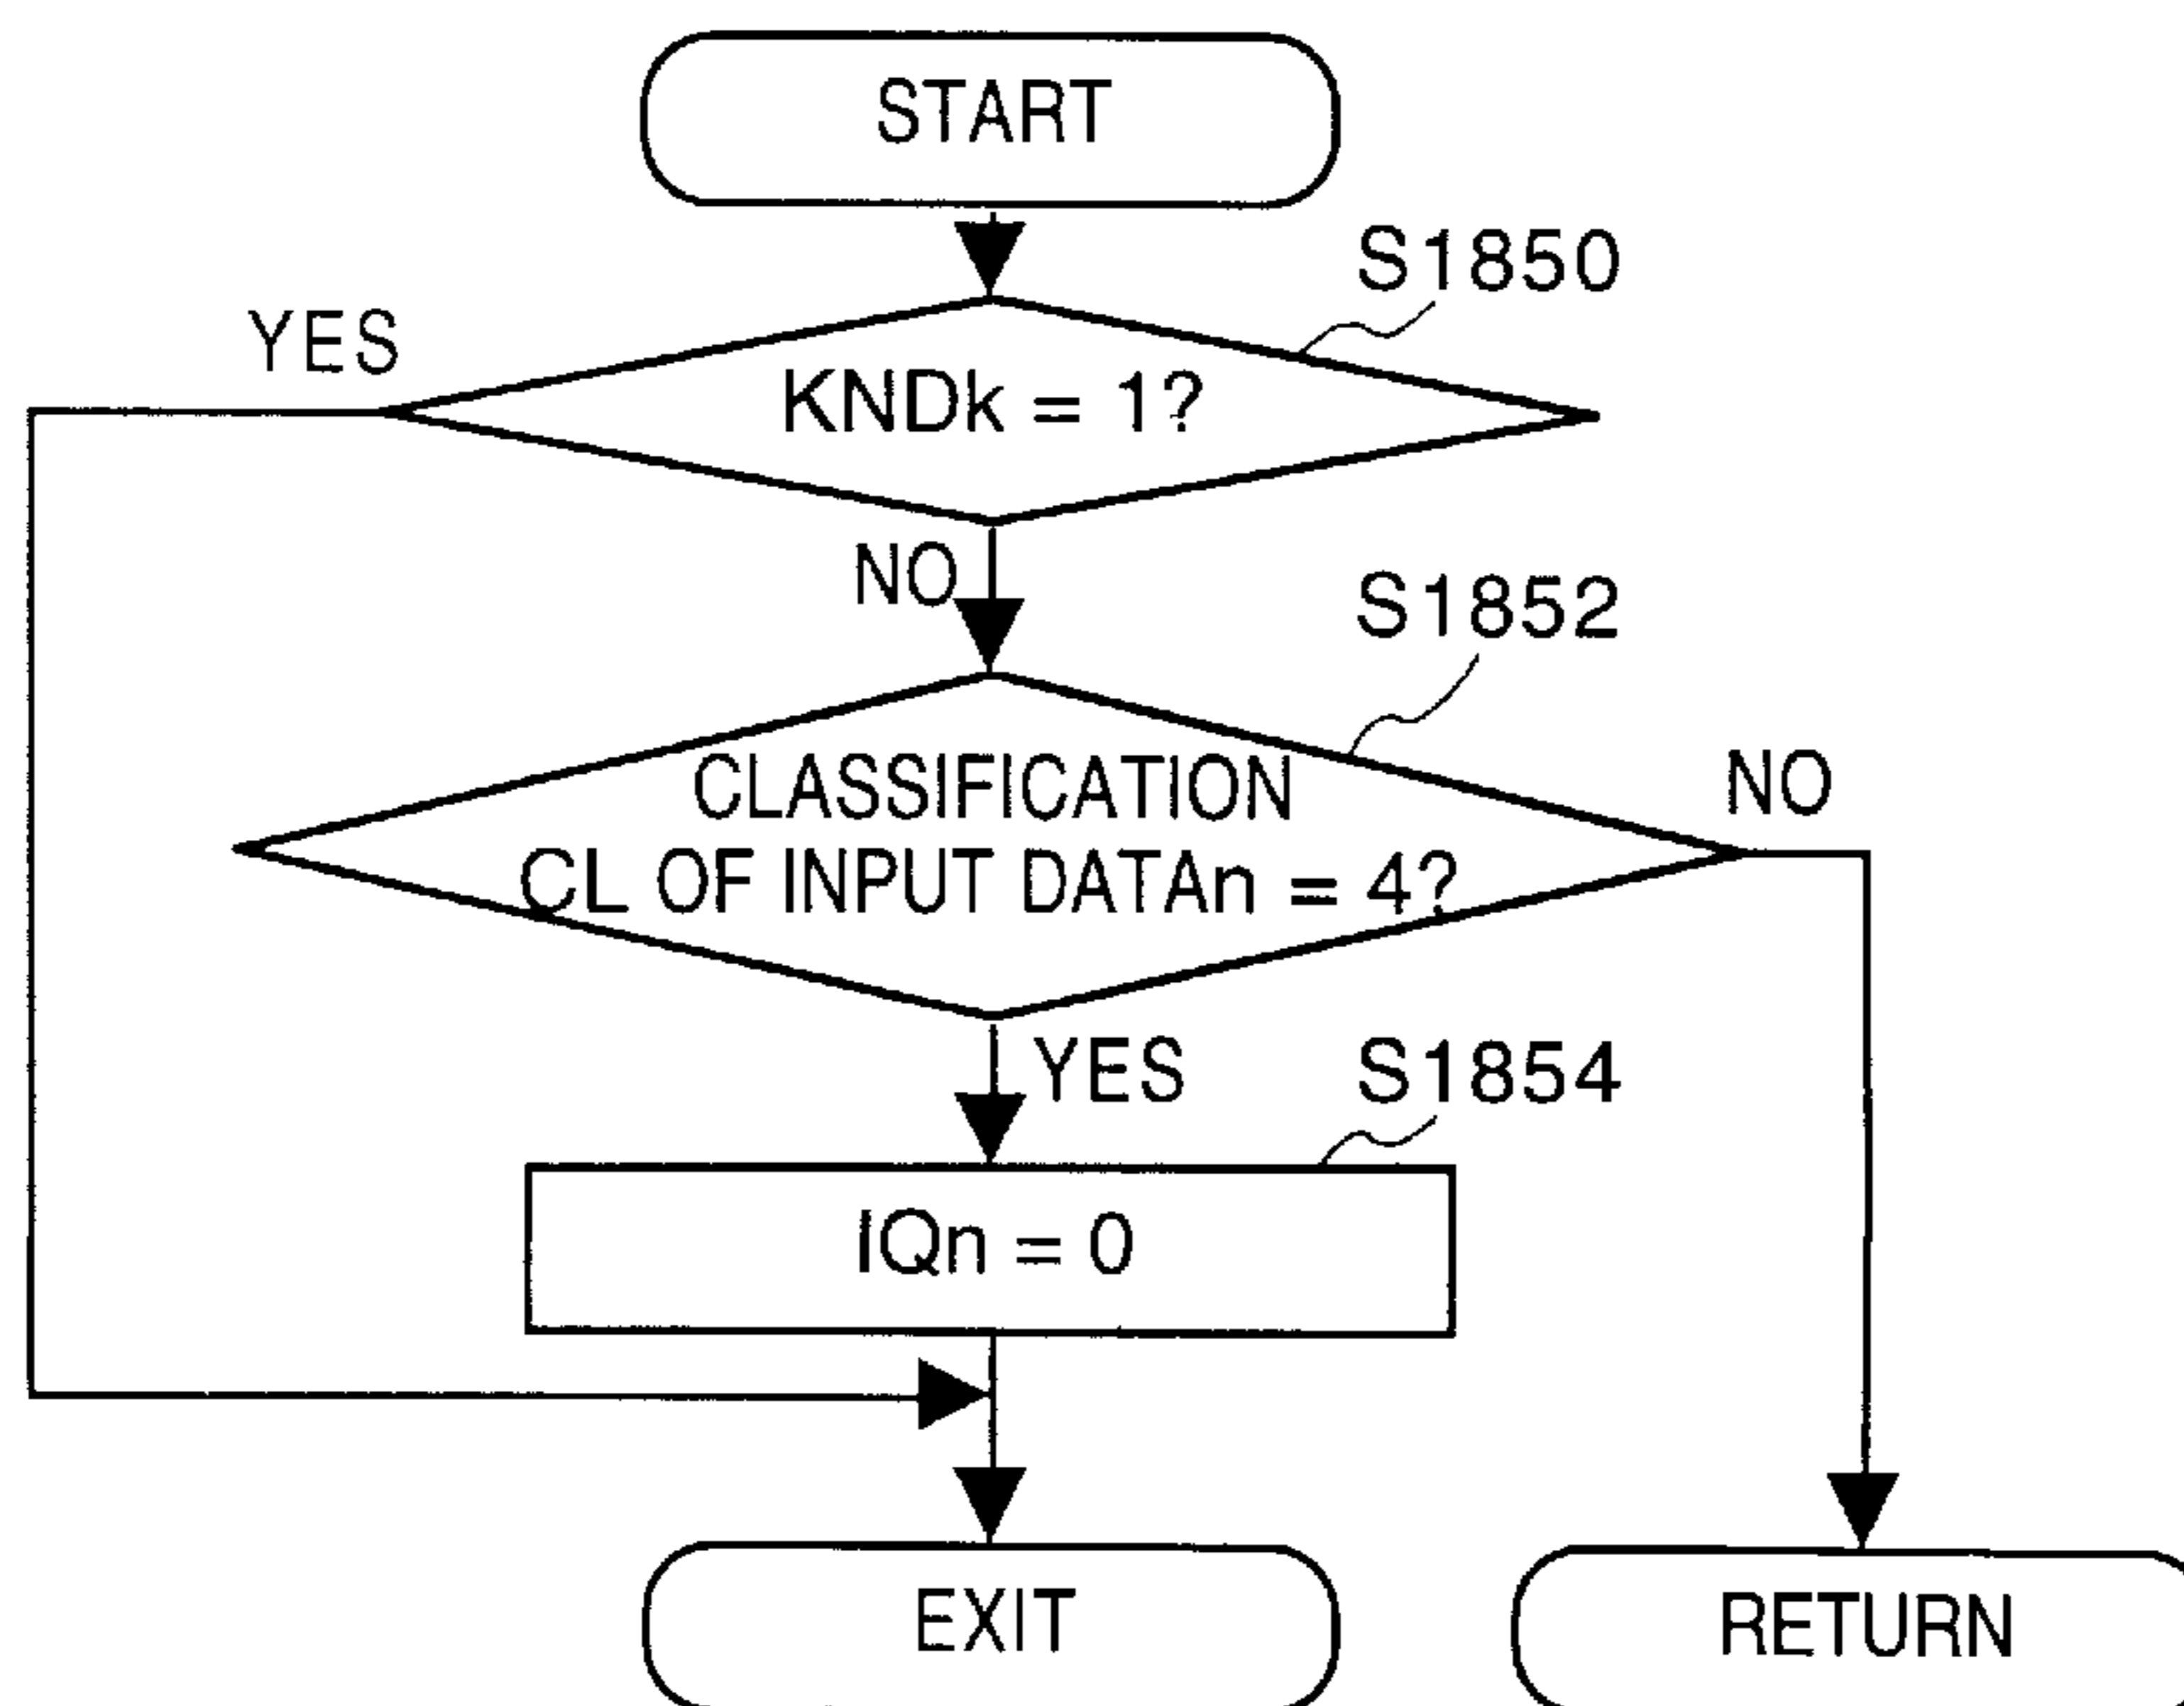 START
S1850
YES
KNDk = 1?
NO
S1852
CLASSIFICATION
CL OF INPUT DATAn = 4?
NO
YES
S1854
IQn = 0
EXIT
RETURN